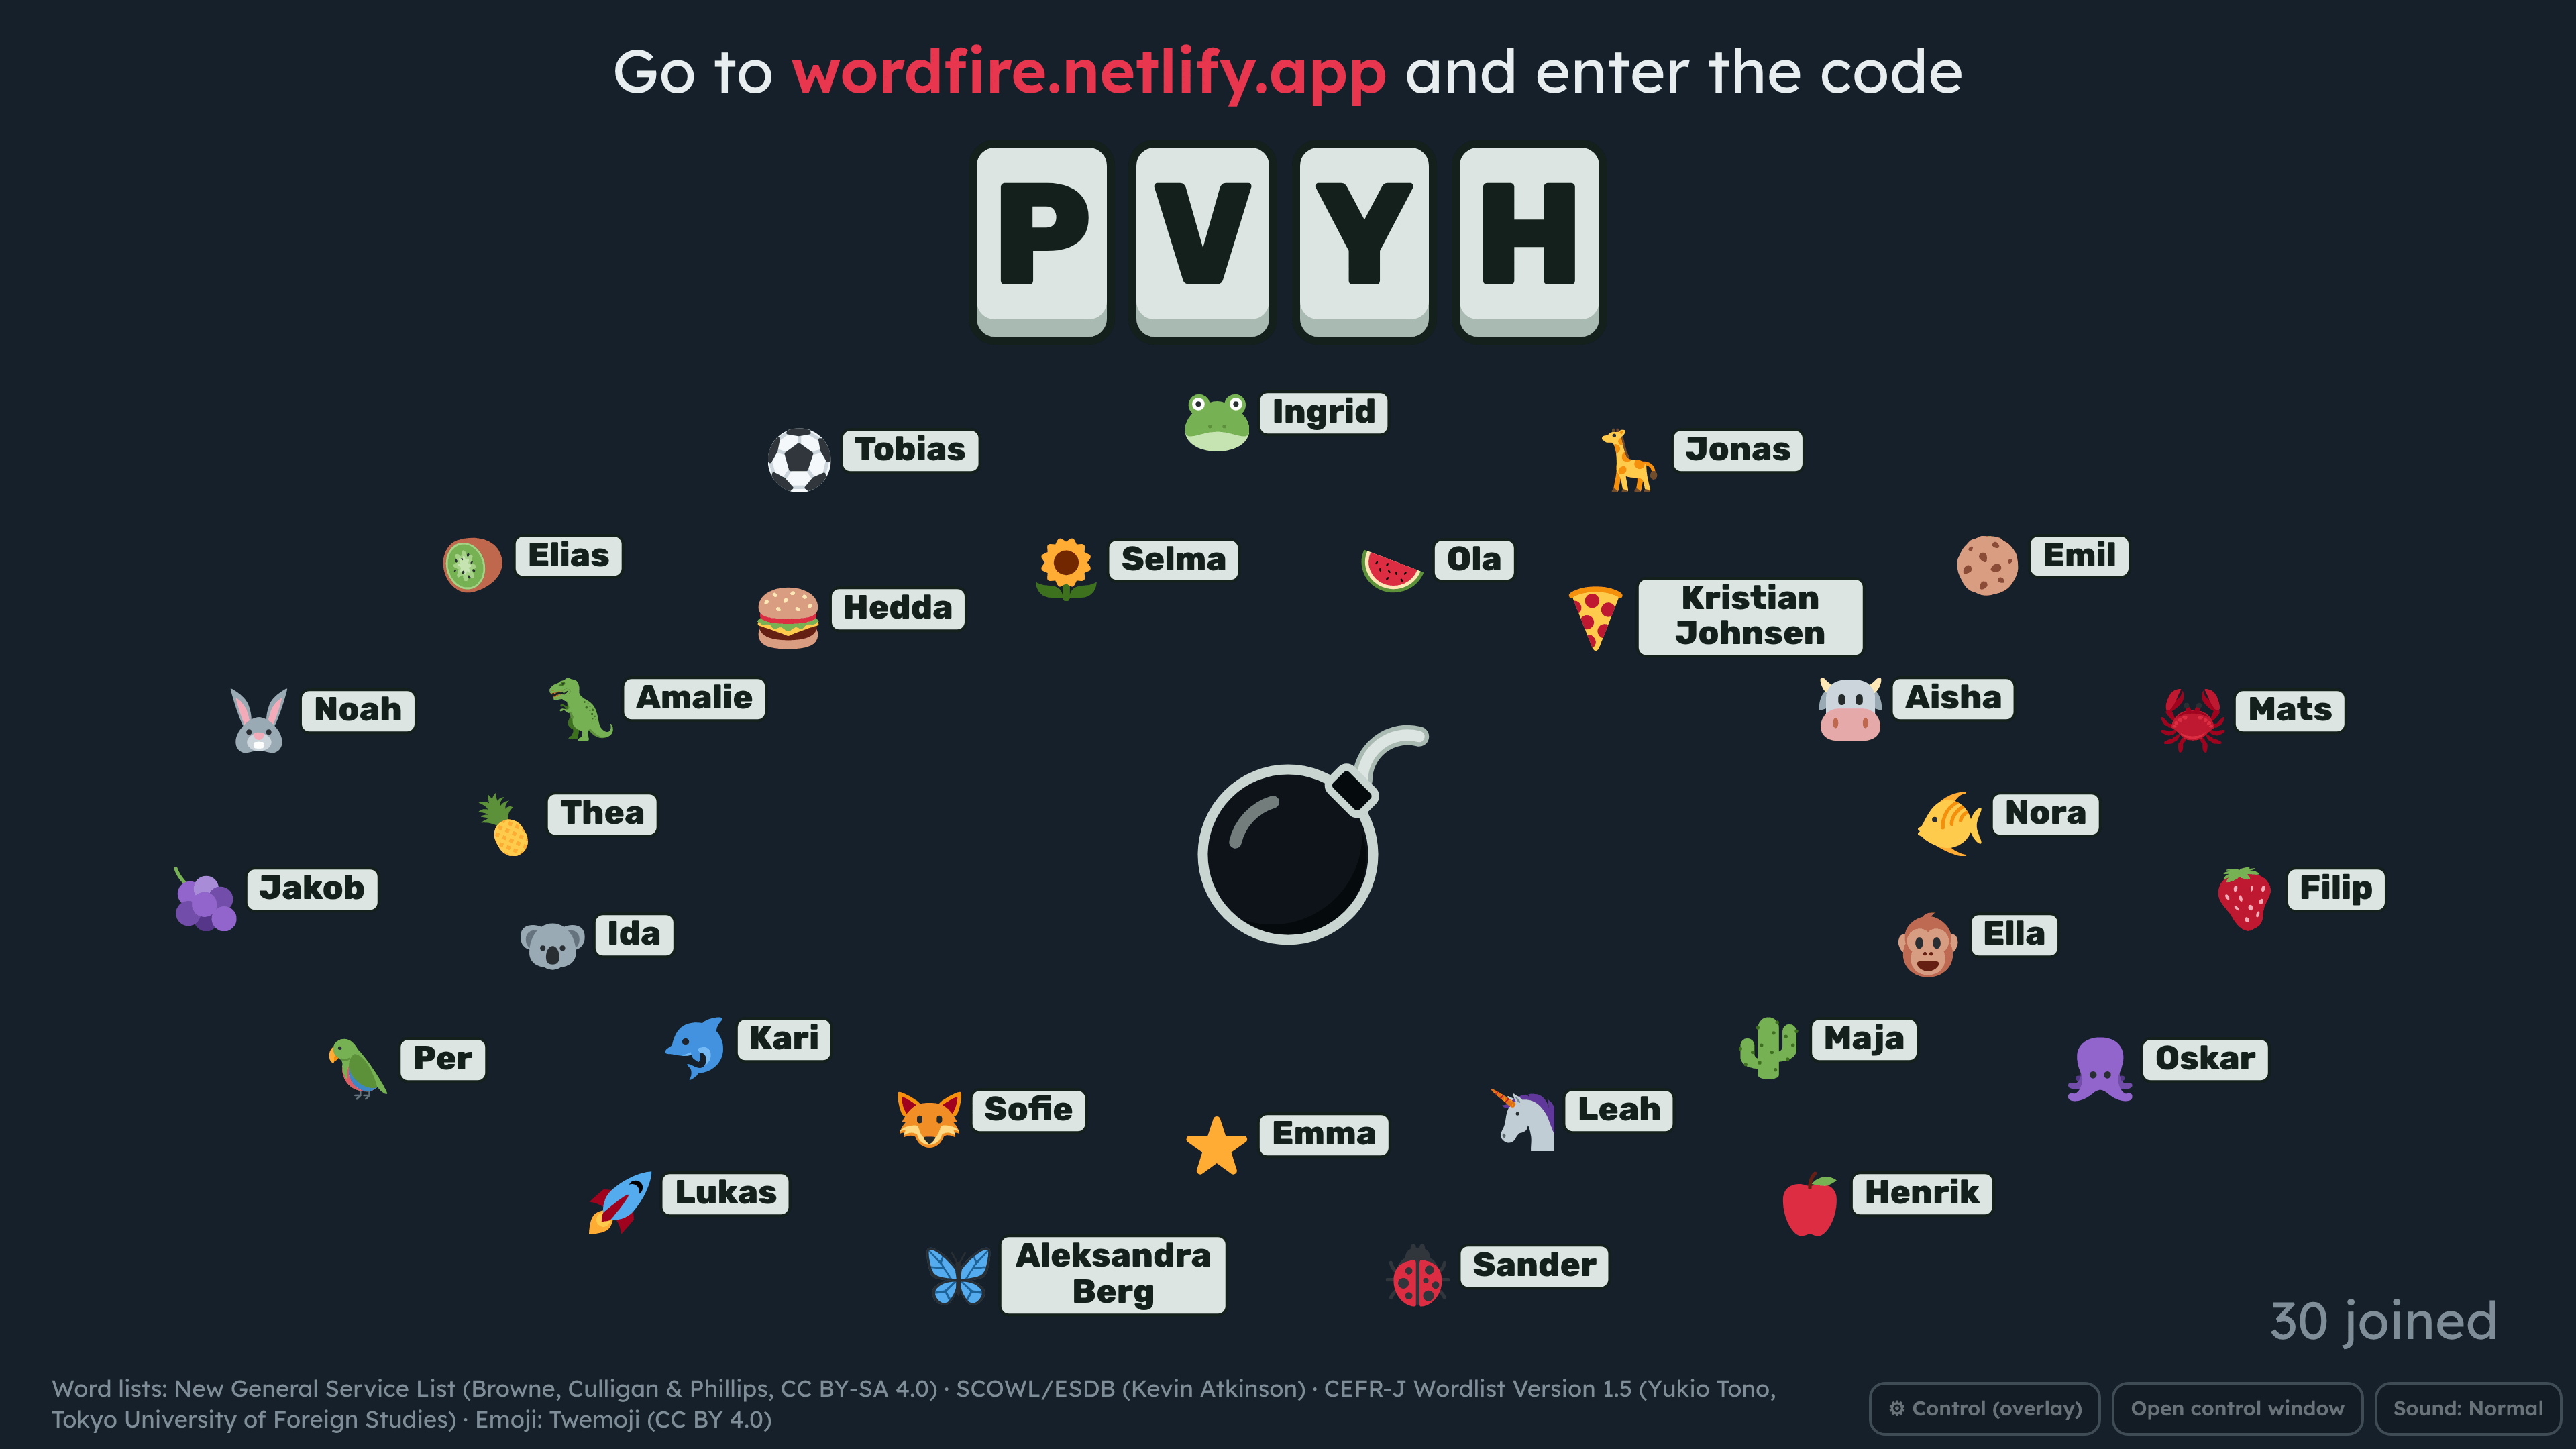 Go to wordfire.netlify.app and enter the code
PVYH
Ingrid
Tobias
Jonas
Elias
Selma
Ola
Emil
Hedda
Kristian
Johnsen
Noah
Amalie
Aisha
Mats
Thea
Nora
Jakob
Filip
Ida
Ella
Per
Kari
Maja
Oskar
Sofie
Emma
Leah
Lukas
Henrik
Aleksandra
Berg
Sander
30 joined
Word lists: New General Service List (Browne, Culligan & Phillips, CC BY-SA 4.0) · SCOWL/ESDB (Kevin Atkinson) · CEFR-J Wordlist Version 1.5 (Yukio Tono,
Tokyo University of Foreign Studies) · Emoji: Twemoji (CC BY 4.0)
⚙ Control (overlay)
Open control window
Sound: Normal